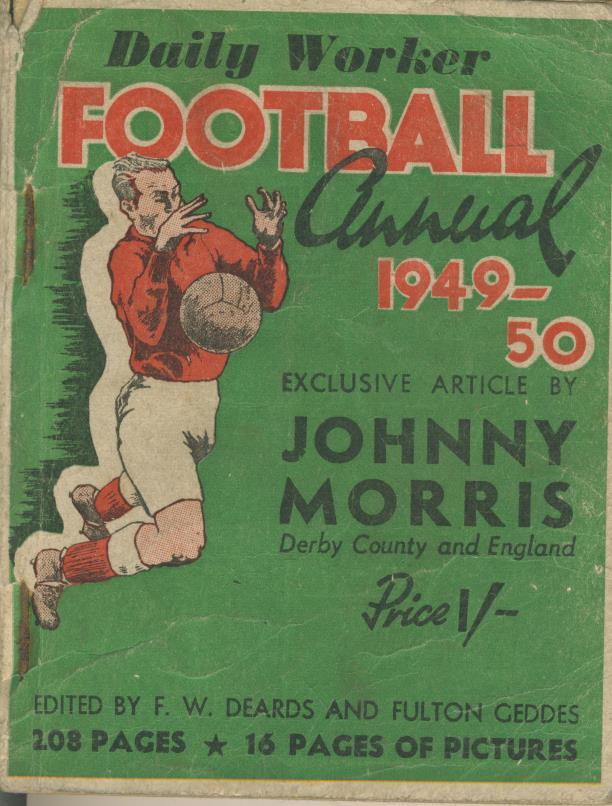 Daily Worker
FOOTBALL
Annual
1949-
50
EXCLUSIVE ARTICLE BY
JOHNNY
MORRIS
Derby County and England
Price 1/-
EDITED BY F. W. DEARDS AND FULTON GEDDES
208 PAGES ★ 16 PAGES OF PICTURES